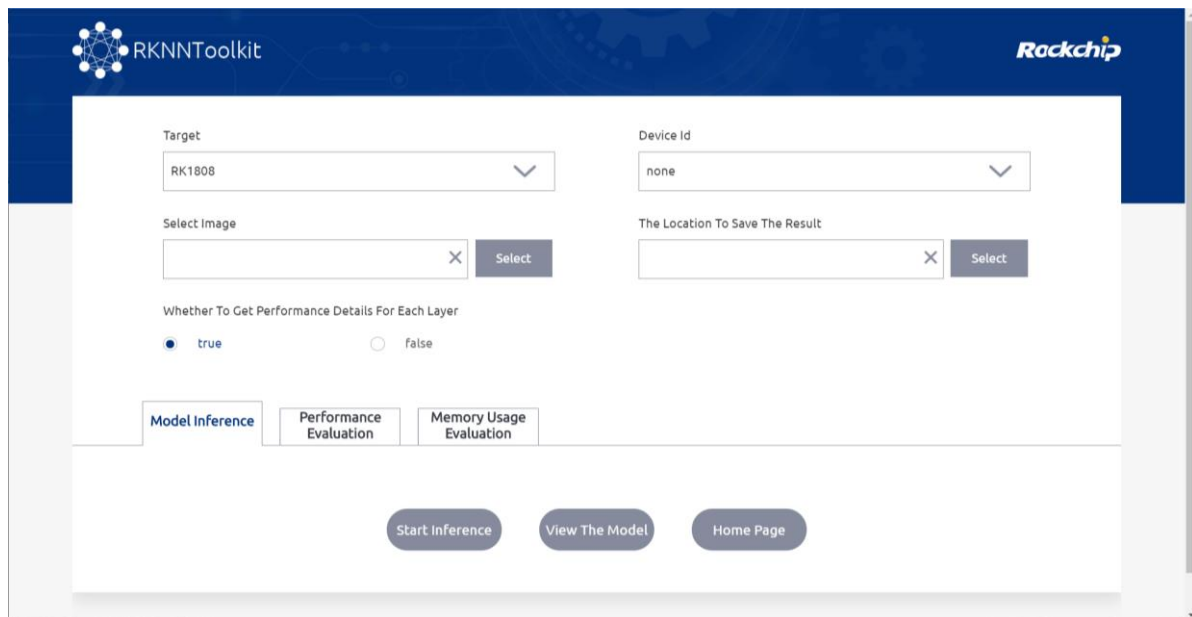 RKNNToolkit
Rockchip
Target
Device Id
RK1808
none
Select Image
The Location To Save The Result
Select
Select
Whether To Get Performance Details For Each Layer
true
false
Model Inference
Performance
Evaluation
Memory Usage
Evaluation
Start Inference
View The Model
Home Page